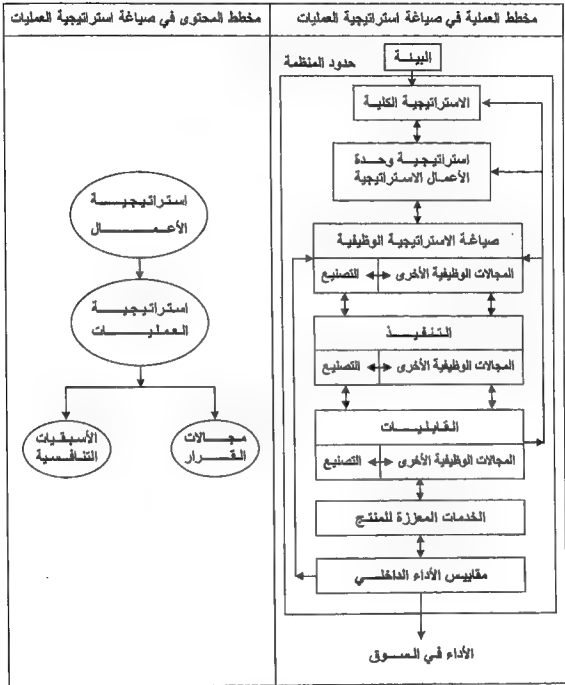 مخطط العملية في صياغة استراتيجية العمليات
البيئة
حدود المنظمة
الاستراتيجية الكلية
استراتيجية وحدة
الأعمال الاستراتيجية
صياغة الاستراتيجية الوظيفية
المجالات الوظيفية الأخرى
التصنيع
التنفيذ
المجالات الوظيفية الأخرى
التصنيع
القابليات
المجالات الوظيفية الأخرى
التصنيع
الخدمات المعززة للمنتج
مقاييس الأداء الداخلي
الأداء في السوق
مخطط المحتوى في صياغة استراتيجية العمليات
استراتيجية
الأعمال
استراتيجية
العمليات
مجالات
القرار
الأسبقيات
التنافسية